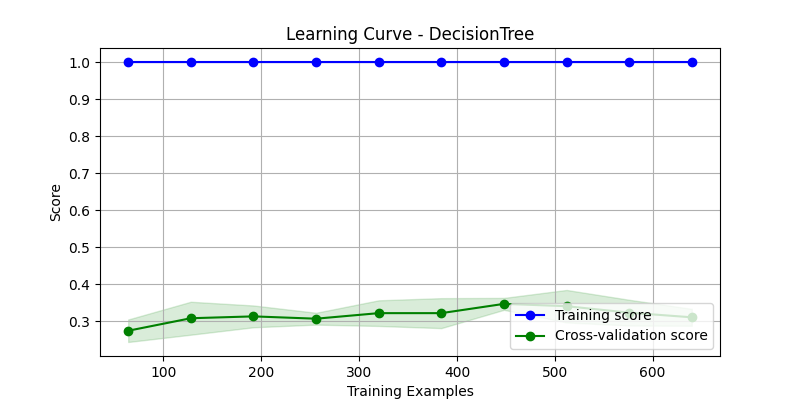 Learning Curve - DecisionTree
1.0
0.9
0.8
0.7
0.6
0.5
0.4
0.3
Score
100
200
300
400
500
600
Training Examples
Training score
Cross-validation score